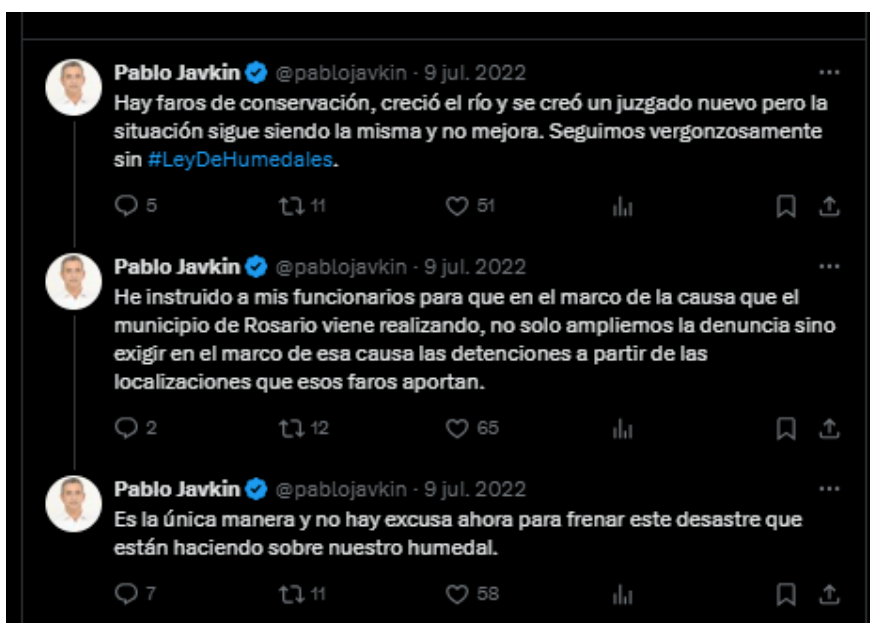 Pablo Javkin @pablojavkin · 9 jul. 2022
Hay faros de conservación, creció el río y se creó un juzgado nuevo pero la
situación sigue siendo la misma y no mejora. Seguimos vergonzosamente
sin #LeyDeHumedales.
5 11 51
Pablo Javkin @pablojavkin · 9 jul. 2022
He instruido a mis funcionarios para que en el marco de la causa que el
municipio de Rosario viene realizando, no solo ampliemos la denuncia sino
exigir en el marco de esa causa las detenciones a partir de las
localizaciones que esos faros aportan.
2 12 65
Pablo Javkin @pablojavkin · 9 jul. 2022
Es la única manera y no hay excusa ahora para frenar este desastre que
están haciendo sobre nuestro humedal.
7 11 58